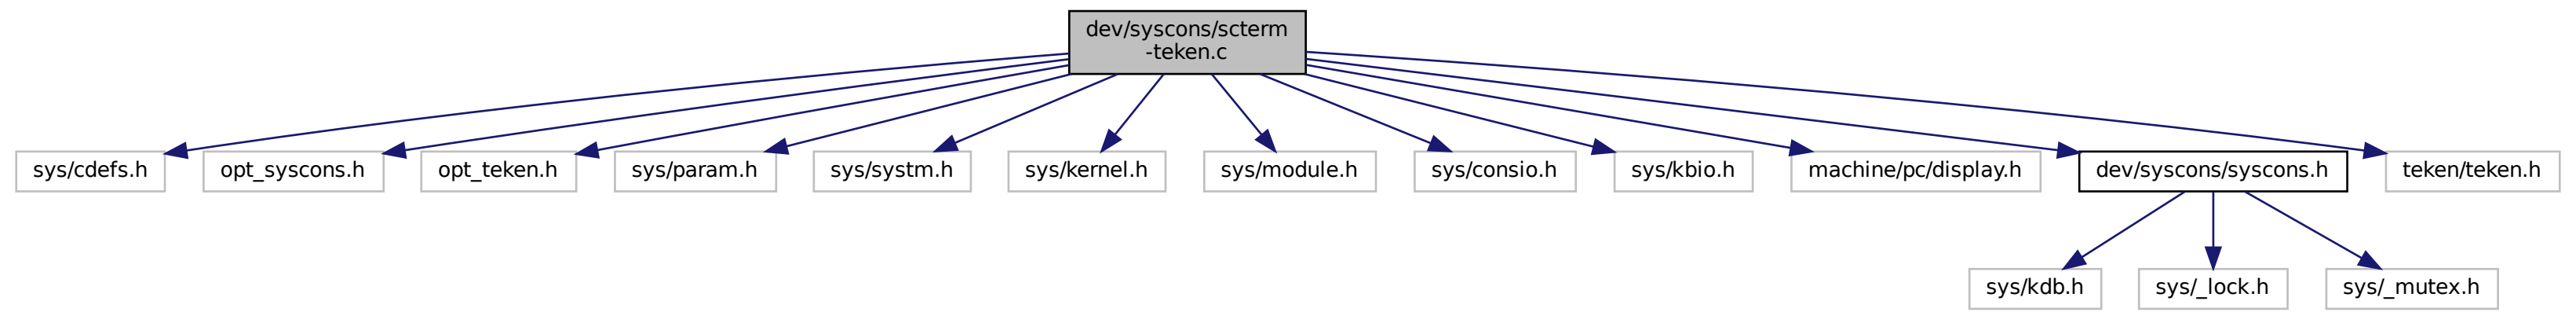 dev/syscons/scterm
-teken.c
sys/cdefs.h
opt_syscons.h
opt_teken.h
sys/param.h
sys/systm.h
sys/kernel.h
sys/module.h
sys/consio.h
sys/kbio.h
machine/pc/display.h
dev/syscons/syscons.h
teken/teken.h
sys/kdb.h
sys/_lock.h
sys/_mutex.h